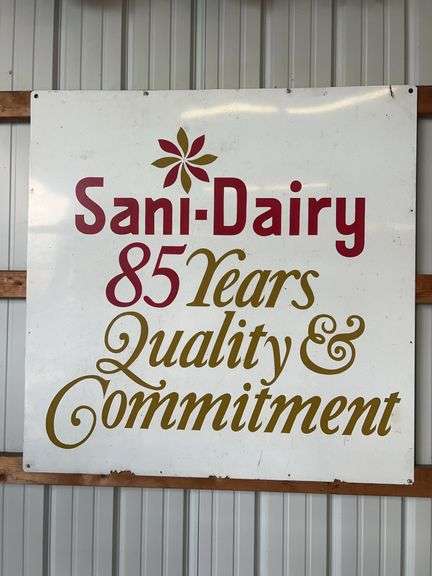 Sani-Dairy
85 Years
Quality &
Commitment